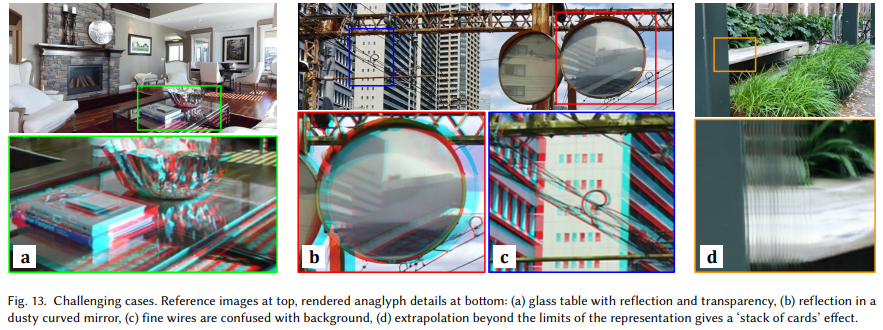 a
b
c
d
Fig. 13. Challenging cases. Reference images at top, rendered anaglyph details at bottom: (a) glass table with reflection and transparency, (b) reflection in a
dusty curved mirror, (c) fine wires are confused with background, (d) extrapolation beyond the limits of the representation gives a ‘stack of cards’ effect.